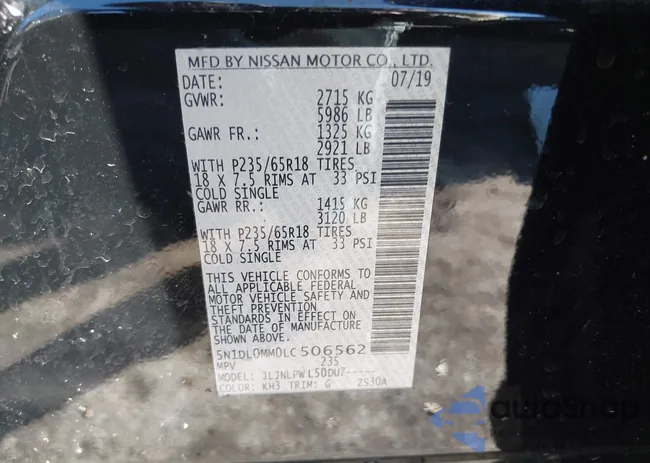 MFD BY NISSAN MOTOR CO., LTD.
DATE: 07/19
GVWR: 2715 KG
5986 LB
GAWR FR.: 1325 KG
2921 LB
WITH P235/65R18 TIRES
18 X 7.5 RIMS AT 33 PSI
COLD SINGLE
GAWR RR.: 1415 KG
3120 LB
WITH P235/65R18 TIRES
18 X 7.5 RIMS AT 33 PSI
COLD SINGLE
THIS VEHICLE CONFORMS TO
ALL APPLICABLE FEDERAL
MOTOR VEHICLE SAFETY AND
THEFT PREVENTION
STANDARDS IN EFFECT ON
THE DATE OF MANUFACTURE
SHOWN ABOVE.
5N1DL0MM0LC506562
MPV 235
MODEL: JLJNLPWL50DUZ-----
COLOR: KH3 TRIM: G ZS30A
autoSnap